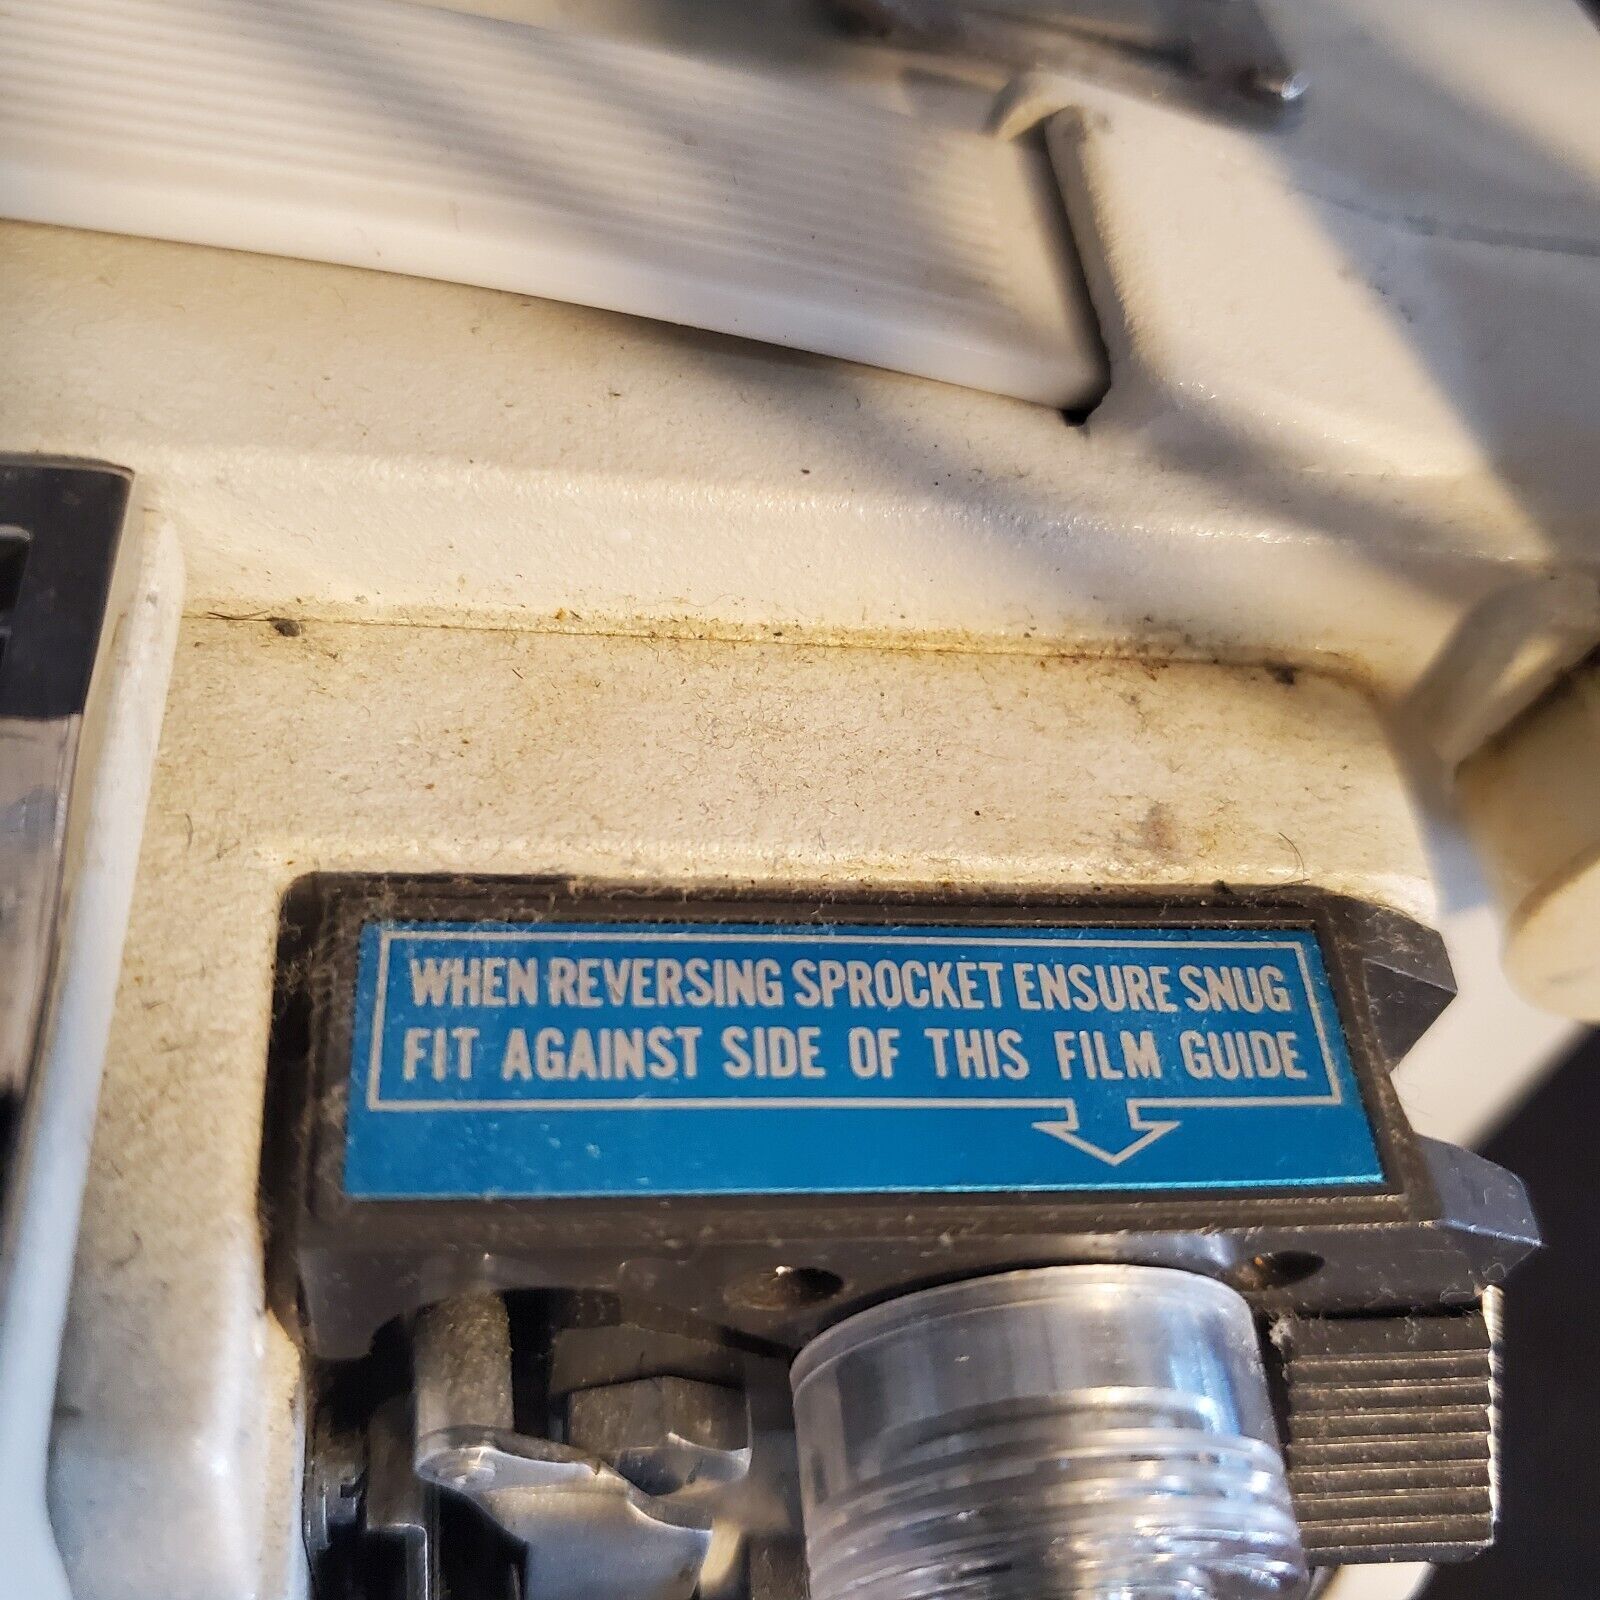 WHEN REVERSING SPROCKET ENSURE SNUG
FIT AGAINST SIDE OF THIS FILM GUIDE